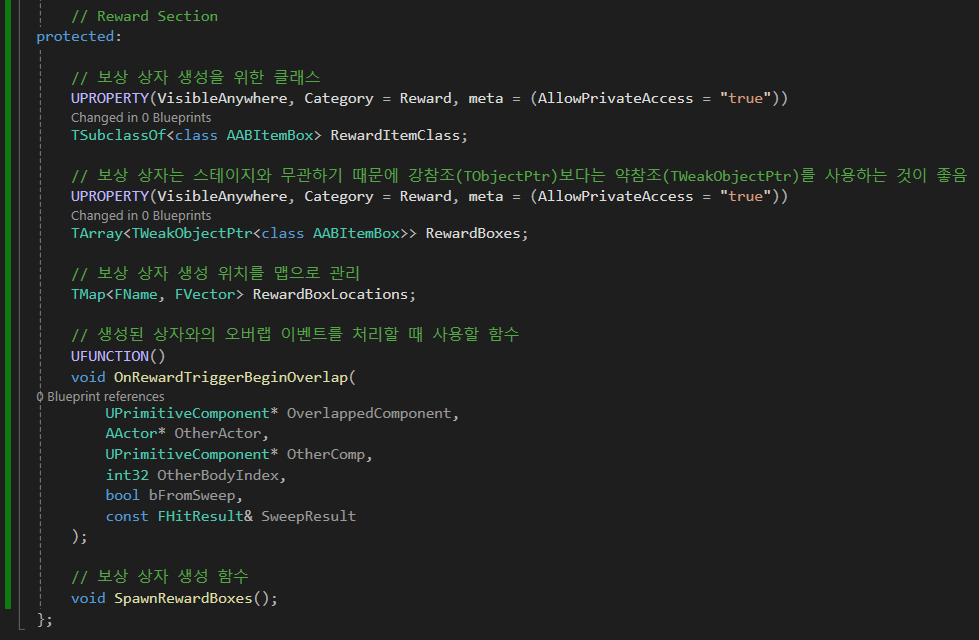 // Reward Section
protected:
// 보상 상자 생성을 위한 클래스
UPROPERTY(VisibleAnywhere, Category = Reward, meta = (AllowPrivateAccess = "true"))
Changed in 0 Blueprints
TSubclassOf<class AABItemBox> RewardItemClass;
// 보상 상자는 스테이지와 무관하기 때문에 강참조(TObjectPtr)보다는 약참조(TWeakObjectPtr)를 사용하는 것이 좋음
UPROPERTY(VisibleAnywhere, Category = Reward, meta = (AllowPrivateAccess = "true"))
Changed in 0 Blueprints
TArray<TWeakObjectPtr<class AABItemBox>> RewardBoxes;
// 보상 상자 생성 위치를 맵으로 관리
TMap<FName, FVector> RewardBoxLocations;
// 생성된 상자와의 오버랩 이벤트를 처리할 때 사용할 함수
UFUNCTION()
void OnRewardTriggerBeginOverlap(
0 Blueprint references
UPrimitiveComponent* OverlappedComponent,
AActor* OtherActor,
UPrimitiveComponent* OtherComp,
int32 OtherBodyIndex,
bool bFromSweep,
const FHitResult& SweepResult
);
// 보상 상자 생성 함수
void SpawnRewardBoxes();
};